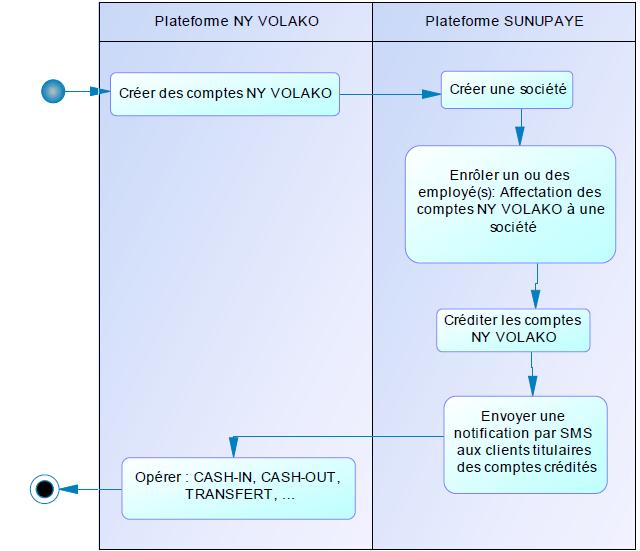 Plateforme NY VOLAKO
Plateforme SUNUPAYE
Créer des comptes NY VOLAKO
Créer une société
Enrôler un ou des
employé(s): Affectation des
comptes NY VOLAKO à une
société
Créditer les comptes
NY VOLAKO
Envoyer une
notification par SMS
aux clients titulaires
des comptes crédités
Opérer : CASH-IN, CASH-OUT,
TRANSFERT, ...